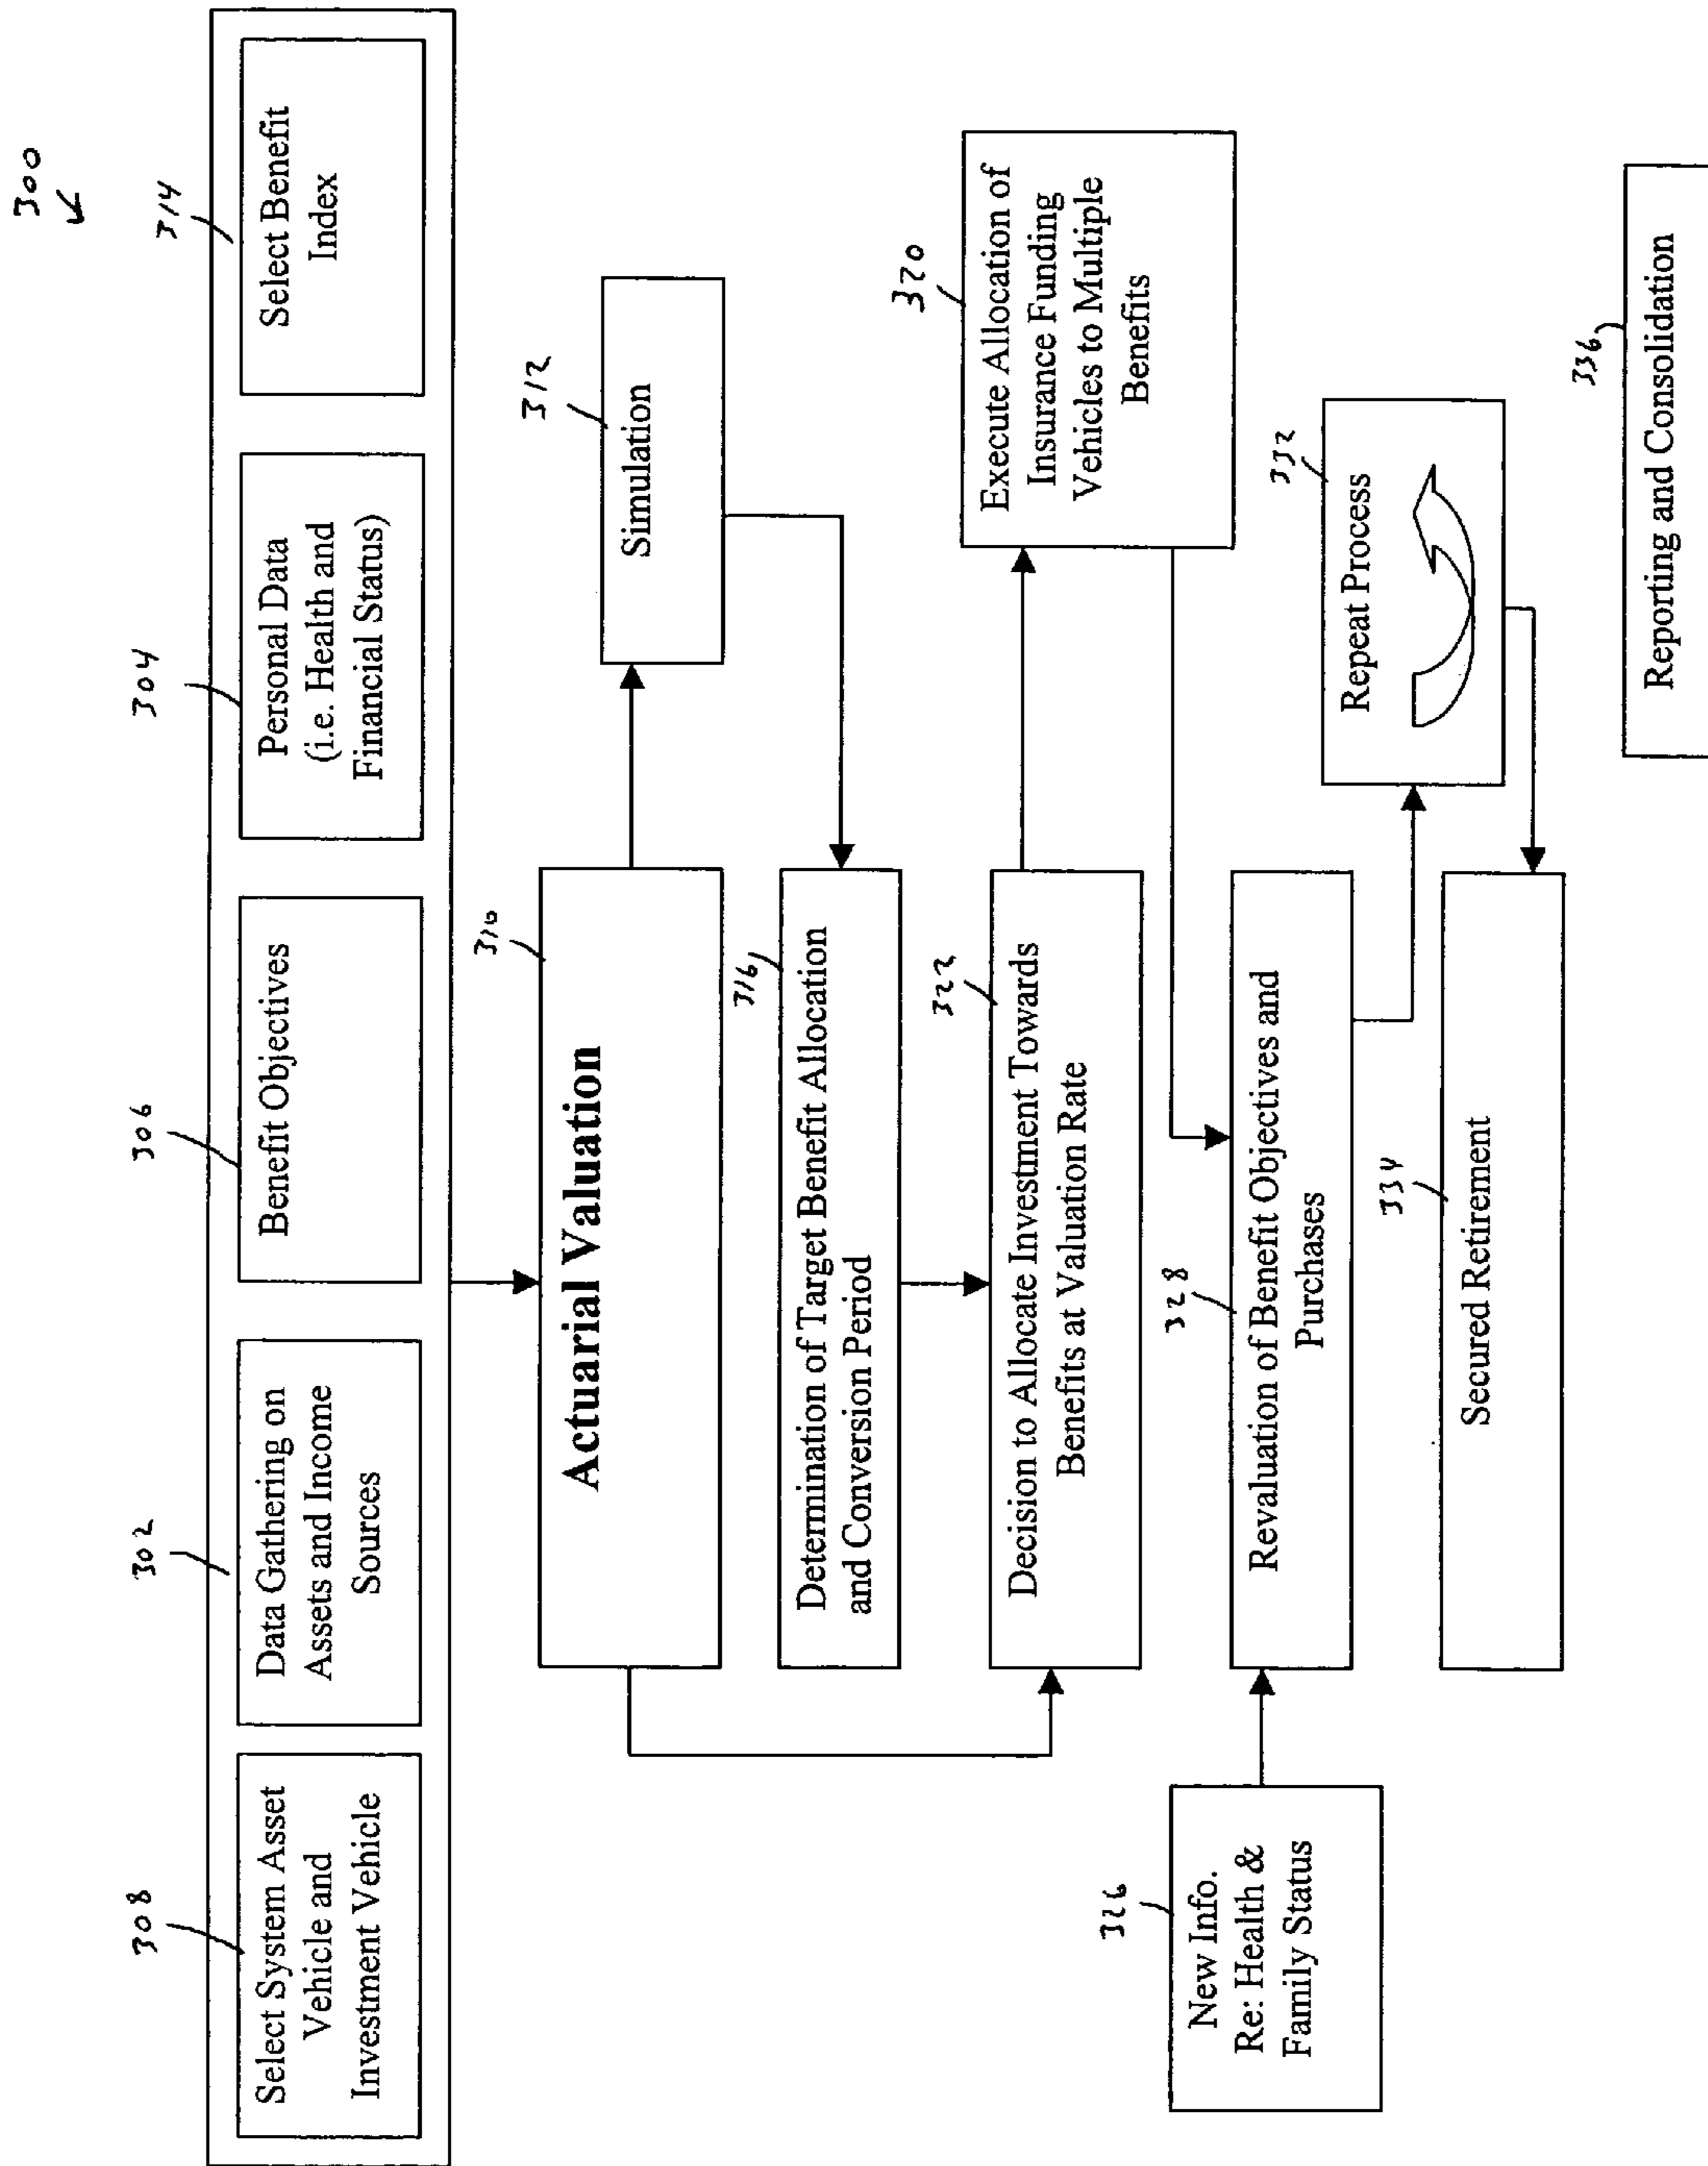 300
308
Select System Asset
Vehicle and
Investment Vehicle
302
Data Gathering on
Assets and Income
Sources
306
Benefit Objectives
304
Personal Data
(i.e. Health and
Financial Status)
314
Select Benefit
Index
310
Actuarial Valuation
312
Simulation
316
Determination of Target Benefit Allocation
and Conversion Period
322
Decision to Allocate Investment Towards
Benefits at Valuation Rate
320
Execute Allocation of
Insurance Funding
Vehicles to Multiple
Benefits
326
New Info.
Re: Health &
Family Status
328
Revaluation of Benefit Objectives and
Purchases
332
Repeat Process
334
Secured Retirement
336
Reporting and Consolidation